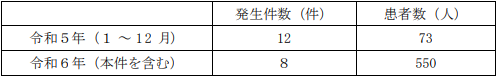 発生件数（件） 患者数（人）
令和５年（１ ～ 12 月） 12 73
令和６年（本件を含む） ８ 550